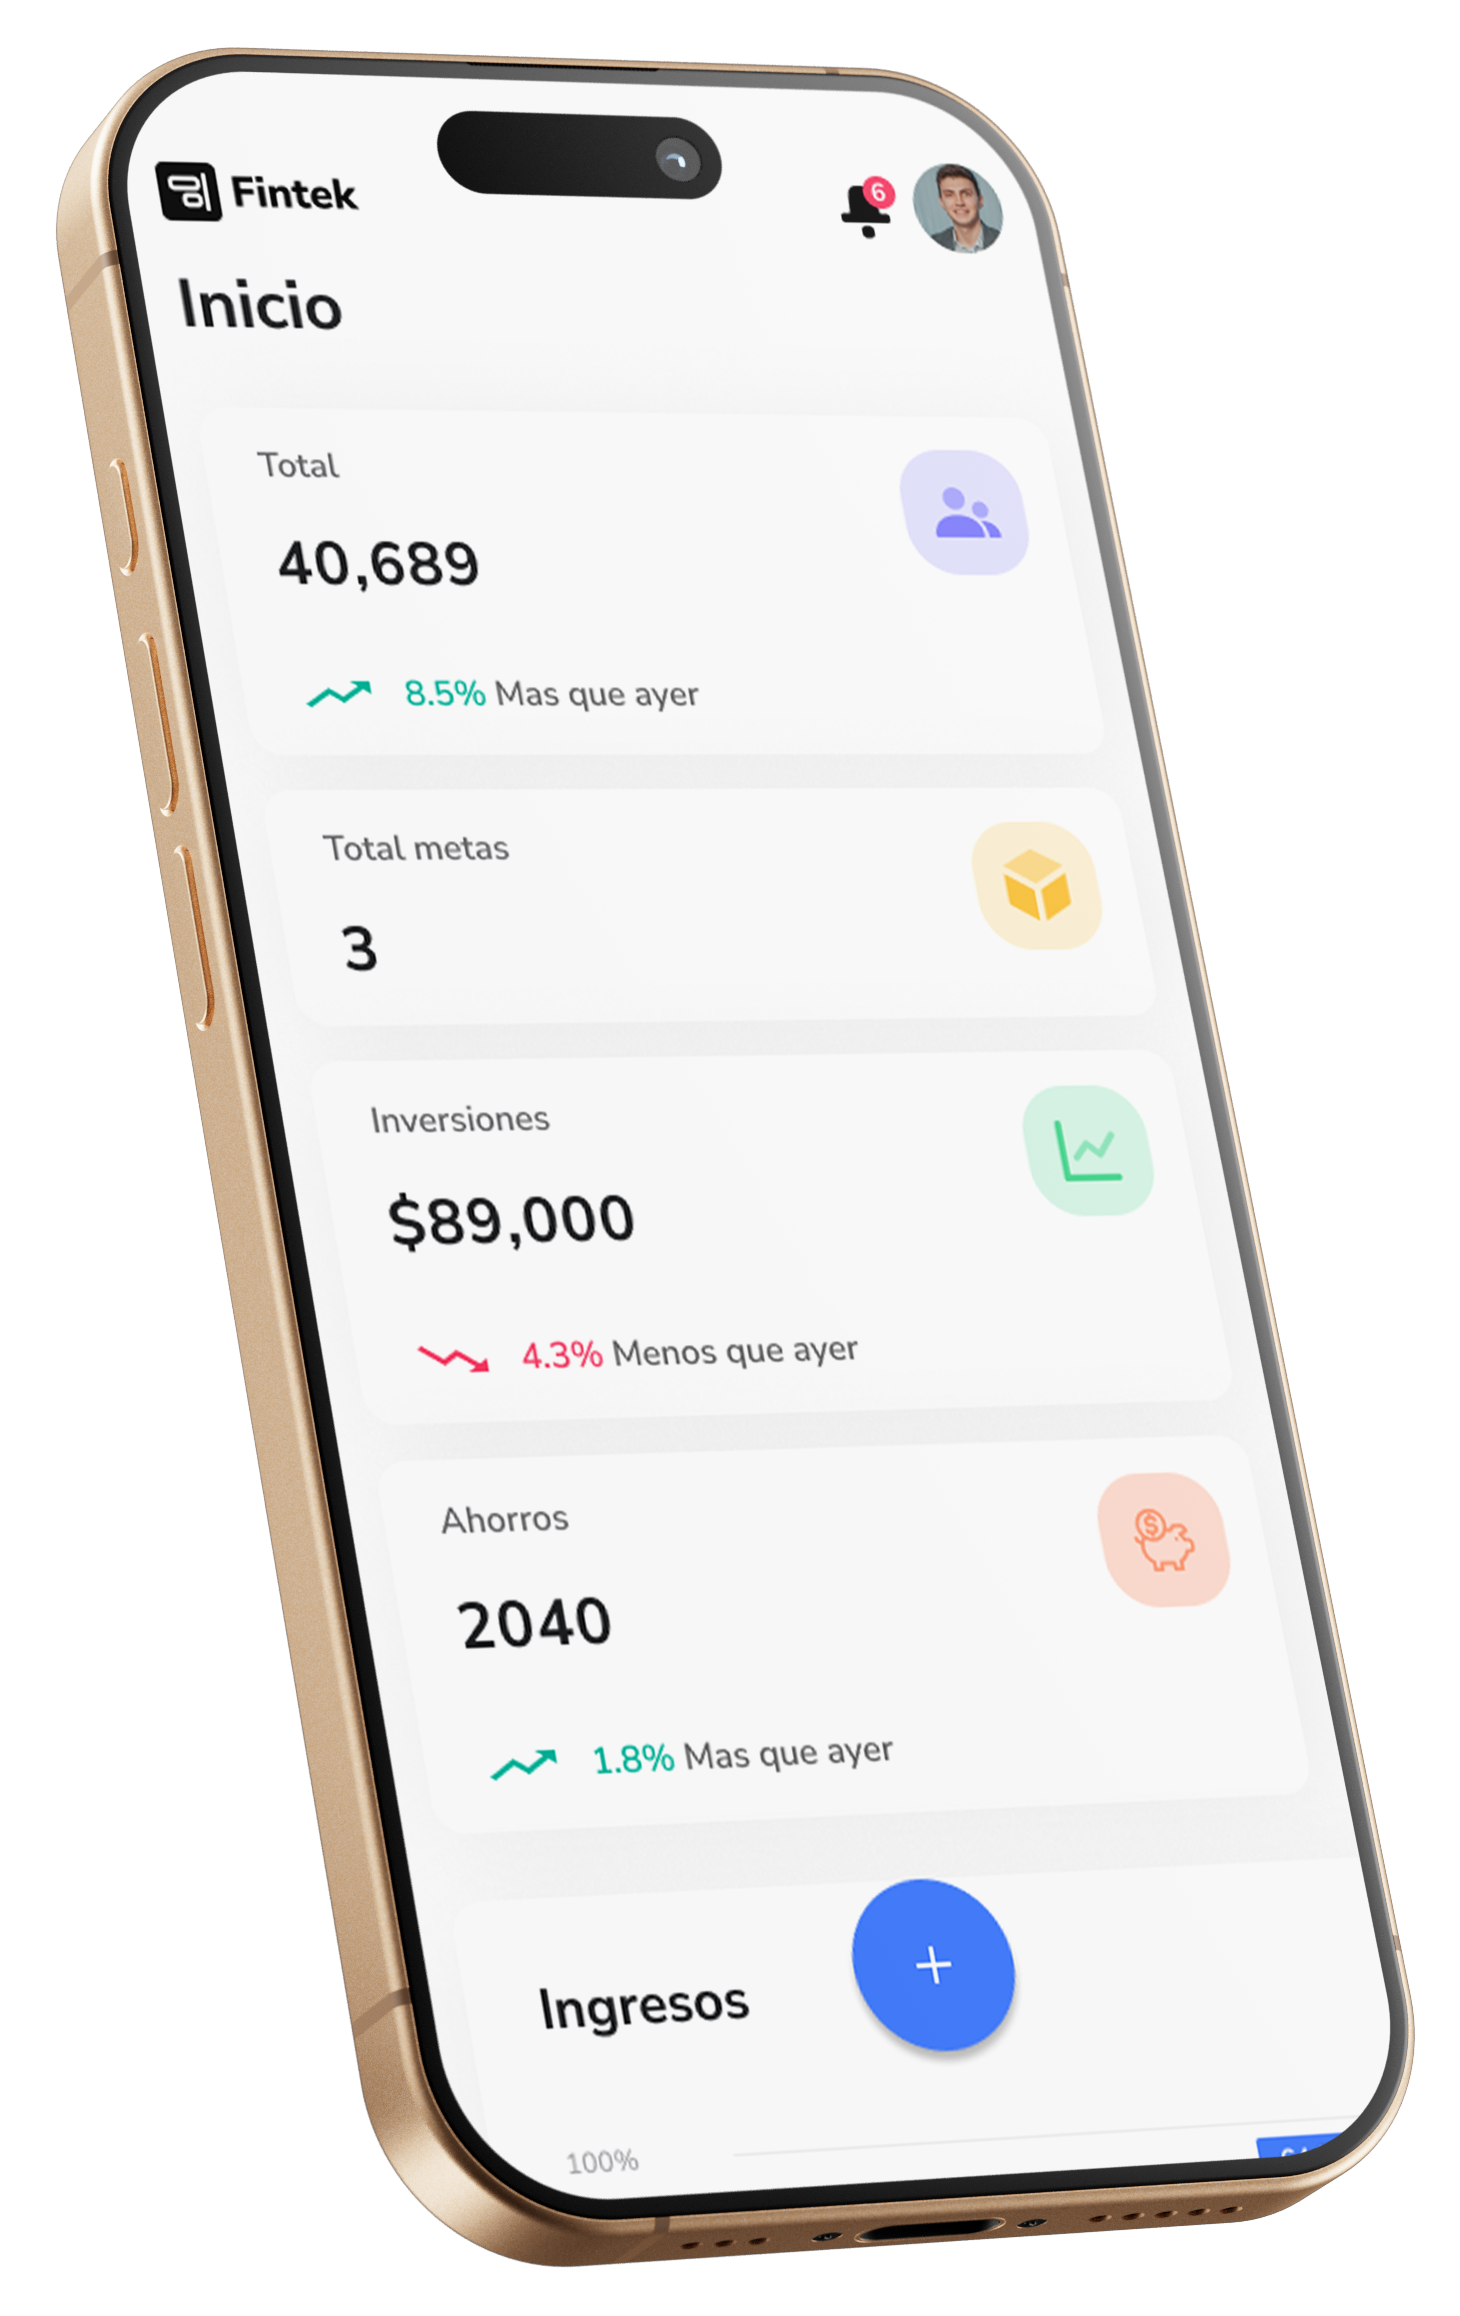 Fintek
6
Inicio
Total
40,689
8.5% Mas que ayer
Total metas
3
Inversiones
$89,000
4.3% Menos que ayer
Ahorros
2040
1.8% Mas que ayer
Ingresos
+
100%